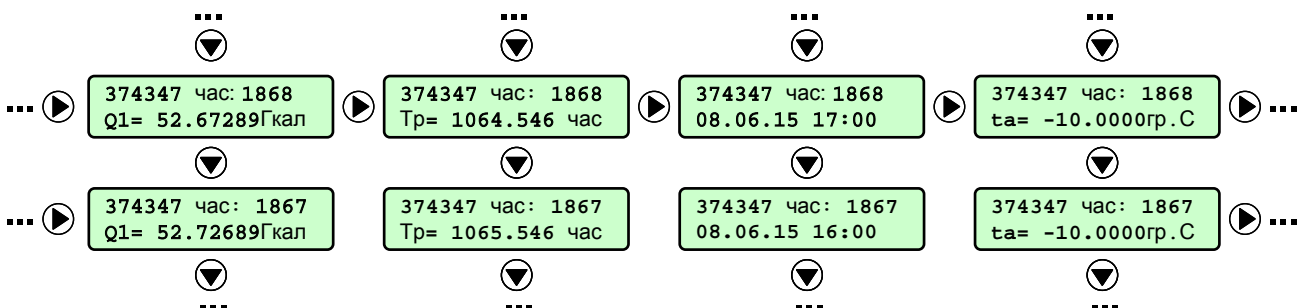 ...
...
...
...
...
374347 час: 1868
Q1= 52.67289Гкал
374347 час: 1868
Тр= 1064.546 час
374347 час: 1868
08.06.15 17:00
374347 час: 1868
ta= -10.0000гр.С
...
...
374347 час: 1867
Q1= 52.72689Гкал
374347 час: 1867
Тр= 1065.546 час
374347 час: 1867
08.06.15 16:00
374347 час: 1867
ta= -10.0000гр.С
...
...
...
...
...